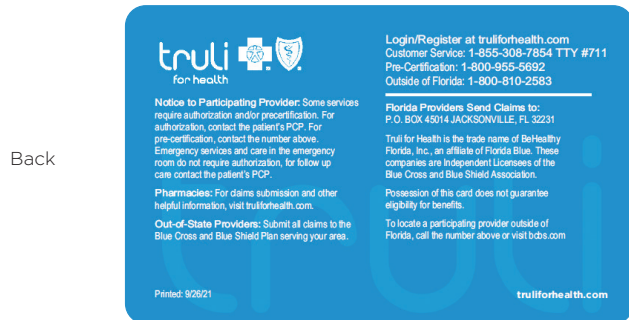 Back
truli
for health
Notice to Participating Provider: Some services
require authorization and/or precertification. For
authorization, contact the patient's PCP. For
pre-certification, contact the number above.
Emergency services and care in the emergency
room do not require authorization, for follow up
care contact the patient's PCP.
Pharmacies: For claims submission and other
helpful information, visit truliforhealth.com.
Out-of-State Providers: Submit all claims to the
Blue Cross and Blue Shield Plan serving your area.
Printed: 9/26/21
Login/Register at truliforhealth.com
Customer Service: 1-855-308-7854 TTY #711
Pre-Certification: 1-800-955-5692
Outside of Florida: 1-800-810-2583
Florida Providers Send Claims to:
P.O. BOX 45014 JACKSONVILLE, FL 32231
Truli for Health is the trade name of BeHealthy
Florida, Inc., an affiliate of Florida Blue. These
companies are Independent Licensees of the
Blue Cross and Blue Shield Association.
Possession of this card does not guarantee
eligibility for benefits.
To locate a participating provider outside of
Florida, call the number above or visit bcbs.com
truliforhealth.com
truli